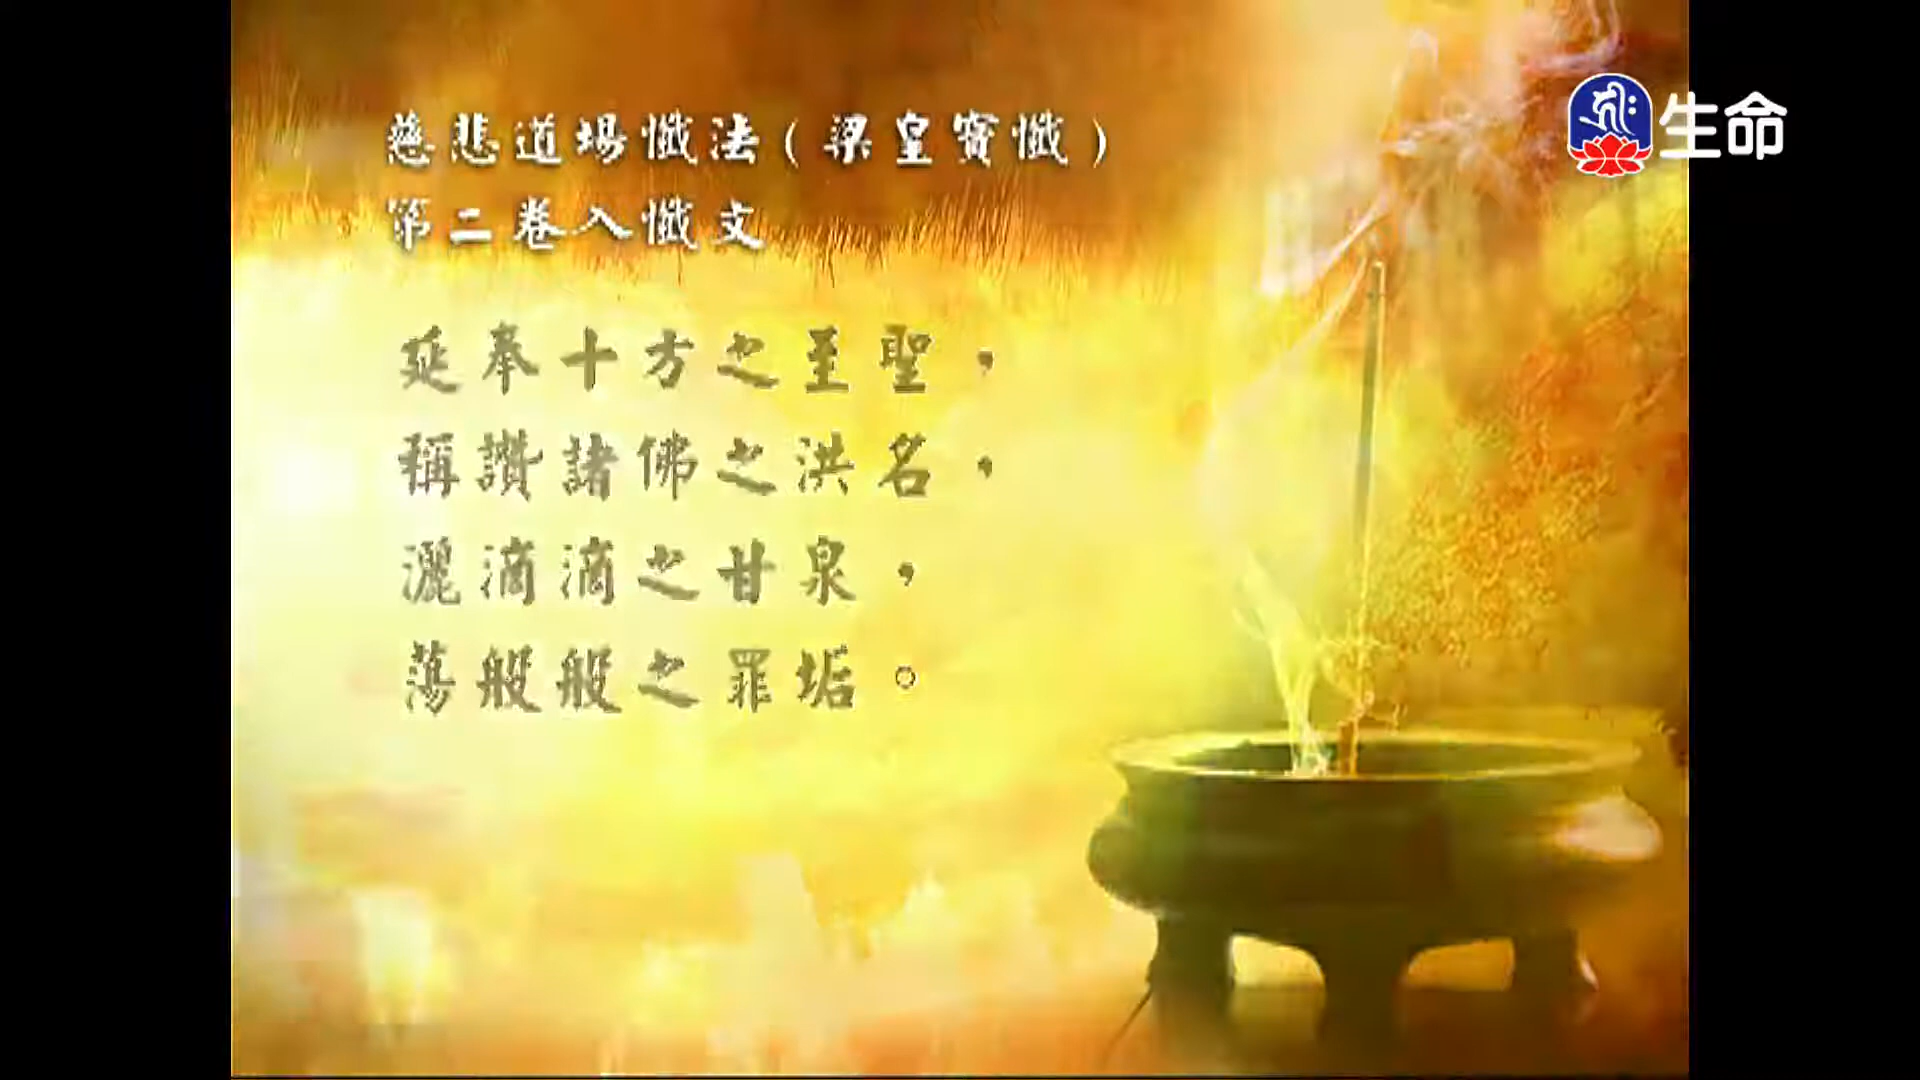 慈悲道場懺法(梁皇寶懺)
第二卷入懺文
生命
延奉十方之至聖，
稱讚諸佛之洪名，
灑滴滴之甘泉，
蕩般般之罪垢。